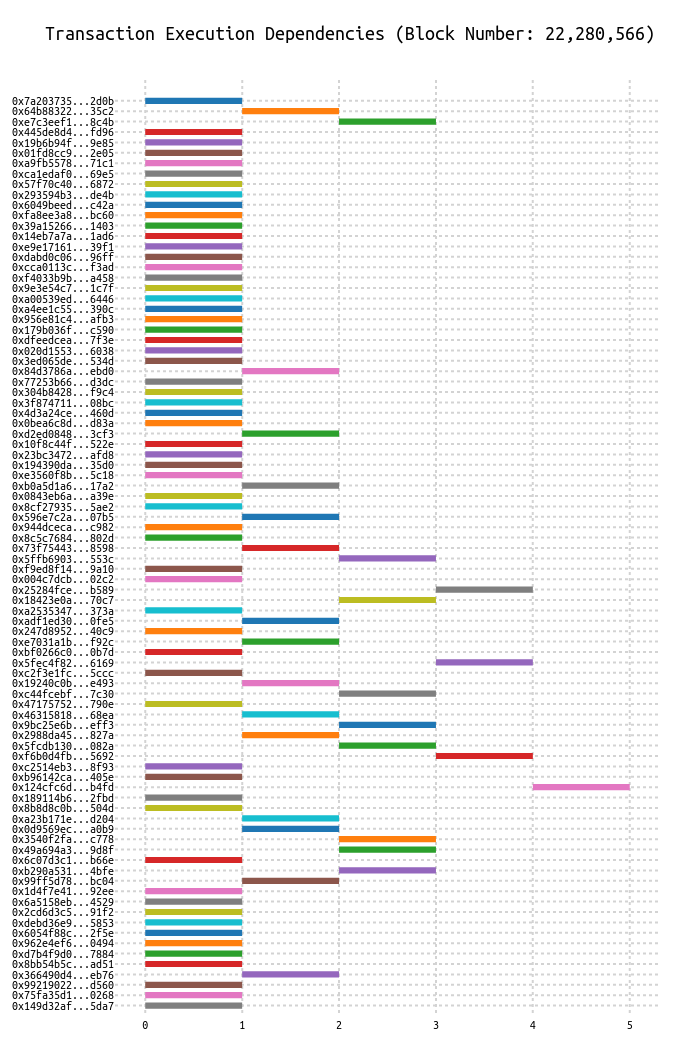 Transaction Execution Dependencies (Block Number: 22,280,566)
0x7a203735...2d0b
0x64b88322...35c2
0xe7c3eef1...8c4b
0x445de8d4...fd96
0x19b6b94f...9e85
0x01fd8cc9...2e05
0xa9fb5578...71c1
0xca1edaf0...69e5
0x57f70c40...6872
0x293594b3...de4b
0x6049beed...c42a
0xfa8ee3a8...bc60
0x39a15266...1403
0x14eb7a7a...1ad6
0xe9e17161...39f1
0xdabd0c06...96ff
0xcca0113c...f3ad
0xf4033b9b...a458
0x9e3e54c7...1c7f
0xa00539ed...6446
0xa4ee1c55...390c
0x956e81c4...afb3
0x179b036f...c590
0xdfeedcea...7f3e
0x020d1553...6038
0x3ed065de...534d
0x84d3786a...ebd0
0x77253b66...d3dc
0x304b8428...f9c4
0x3f874711...08bc
0x4d3a24ce...460d
0x0bea6c8d...d83a
0xd2ed0848...3cf3
0x10f8c44f...522e
0x23bc3472...afd8
0x194390da...35d0
0xe3560f8b...5c18
0xb0a5d1a6...17a2
0x0843eb6a...a39e
0x8cf27935...5ae2
0x596e7c2a...07b5
0x944dceca...c982
0x8c5c7684...802d
0x73f75443...8598
0x5ffb6903...553c
0xf9ed8f14...9a10
0x004c7dcb...02c2
0x25284fce...b589
0x18423e0a...70c7
0xa2535347...373a
0xadf1ed30...0fe5
0x247d8952...40c9
0xe7031a1b...f92c
0xbf0266c0...0b7d
0x5fec4f82...6169
0xc2f3e1fc...5ccc
0x19240c0b...e493
0xc44fcebf...7c30
0x47175752...790e
0x46315818...68ea
0x9bc25e6b...eff3
0x2988da45...827a
0x5fcdb130...082a
0xf6b0d4fb...5692
0xc2514eb3...8f93
0xb96142ca...405e
0x124cfc6d...b4fd
0x189114b6...2fbd
0x8b8d8c0b...504d
0xa23b171e...d204
0x0d9569ec...a0b9
0x3540f2fa...c778
0x49a694a3...9d8f
0x6c07d3c1...b66e
0xb290a531...4bfe
0x99ff5d78...bc04
0x1d4f7e41...92ee
0x6a5158eb...4529
0x2cd6d3c5...91f2
0xdebd36e9...5853
0x6054f88c...2f5e
0x962e4ef6...0494
0xd7b4f9d0...7884
0x8bb54b5c...ad51
0x366490d4...eb76
0x99219022...d560
0x75fa35d1...0268
0x149d32af...5da7
0 1 2 3 4 5